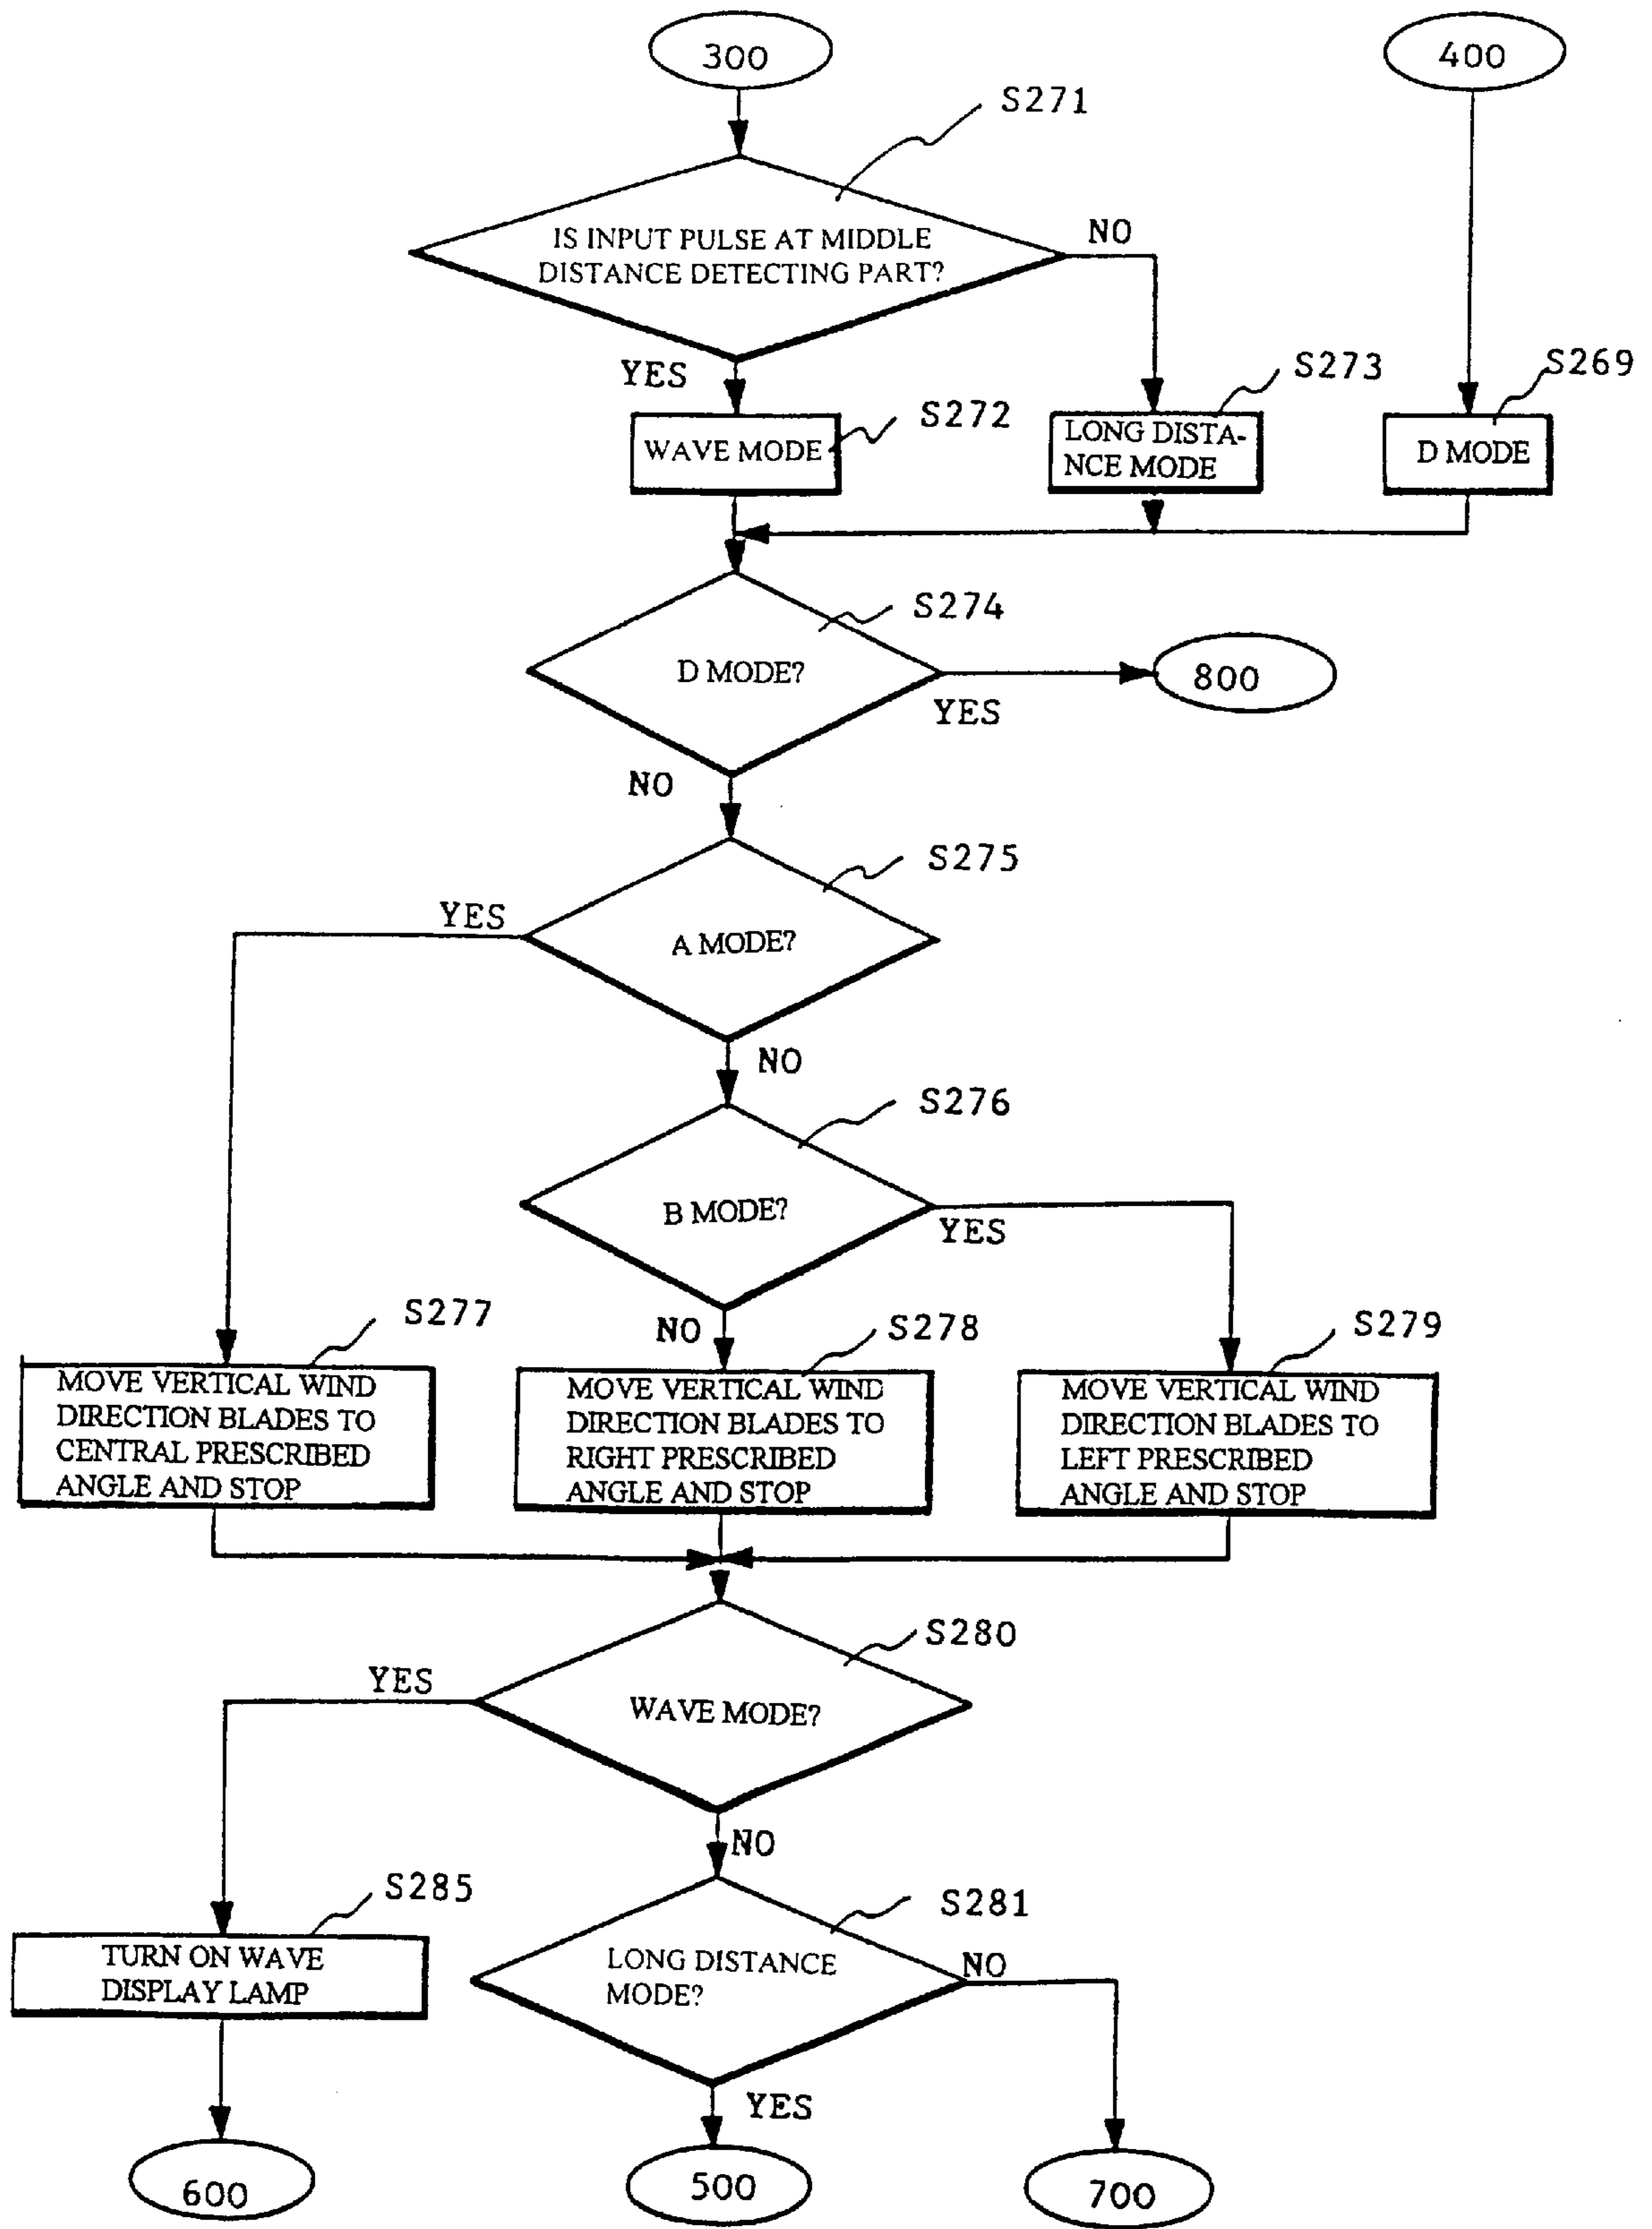 300
400
S271
IS INPUT PULSE AT MIDDLE
DISTANCE DETECTING PART?
NO
YES
S272
WAVE MODE
S273
LONG DISTA-
NCE MODE
S269
D MODE
S274
D MODE?
YES
800
NO
S275
A MODE?
YES
NO
S276
B MODE?
YES
NO
S277
MOVE VERTICAL WIND
DIRECTION BLADES TO
CENTRAL PRESCRIBED
ANGLE AND STOP
S278
MOVE VERTICAL WIND
DIRECTION BLADES TO
RIGHT PRESCRIBED
ANGLE AND STOP
S279
MOVE VERTICAL WIND
DIRECTION BLADES TO
LEFT PRESCRIBED
ANGLE AND STOP
S280
WAVE MODE?
YES
NO
S285
TURN ON WAVE
DISPLAY LAMP
S281
LONG DISTANCE
MODE?
NO
YES
600
500
700